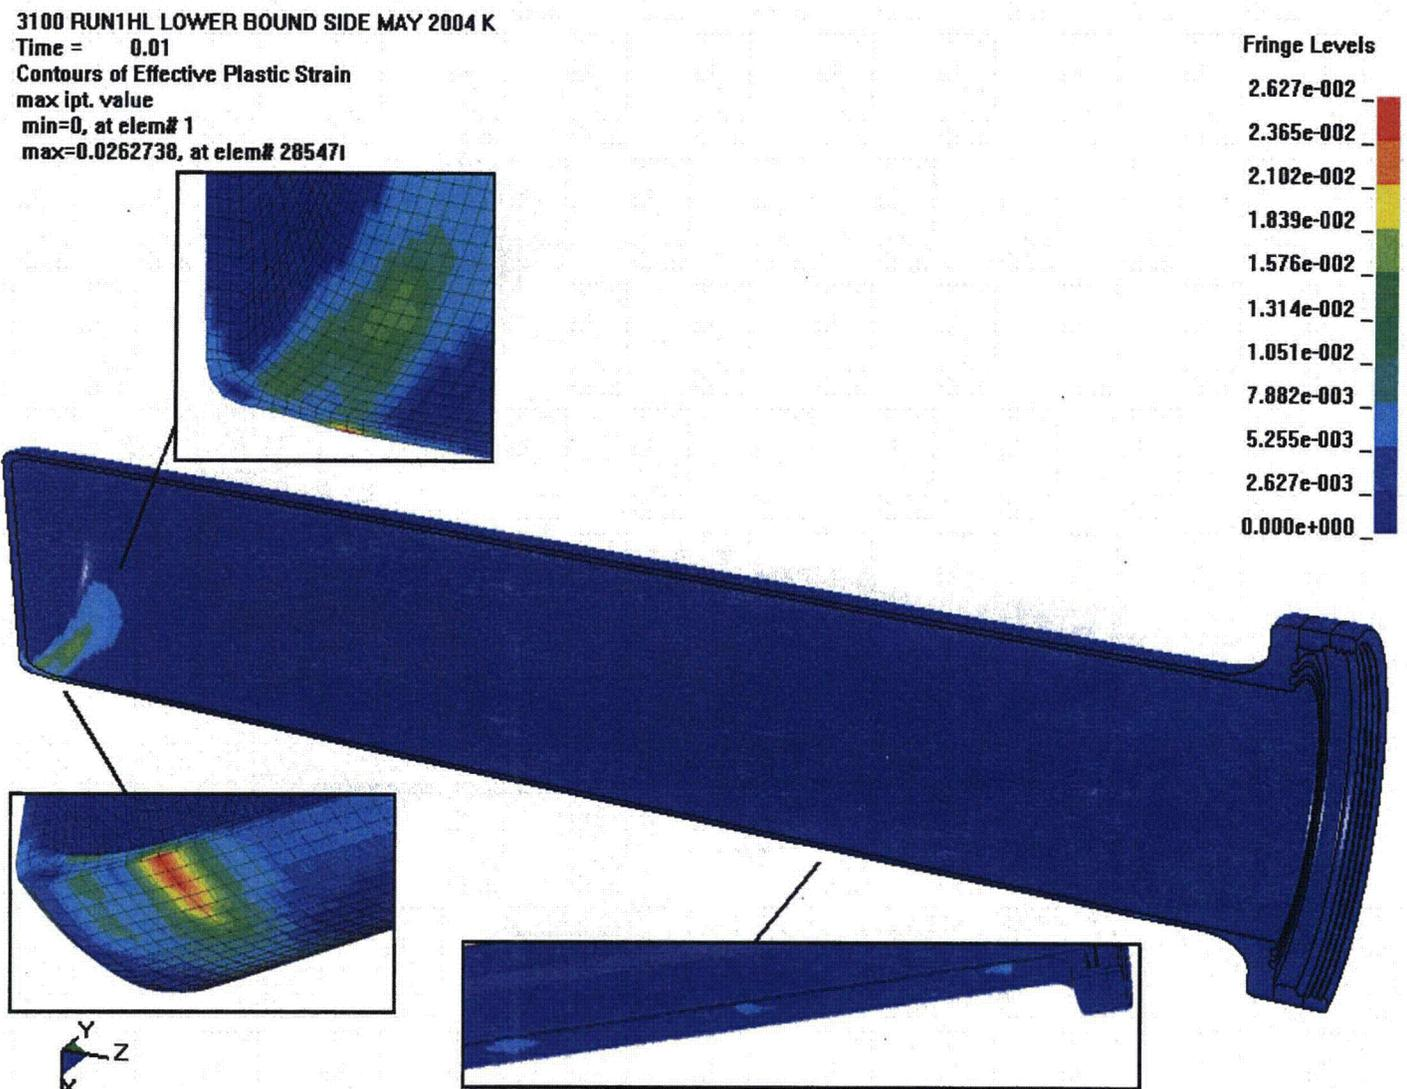 3100 RUN1HL LOWER BOUND SIDE MAY 2004 K
Time = 0.01
Contours of Effective Plastic Strain
max ipt. value
min=0, at elem# 1
max=0.0262738, at elem# 285471
Fringe Levels
2.627e-002
2.365e-002
2.102e-002
1.839e-002
1.576e-002
1.314e-002
1.051e-002
7.882e-003
5.255e-003
2.627e-003
0.000e+000
Y
Z
X